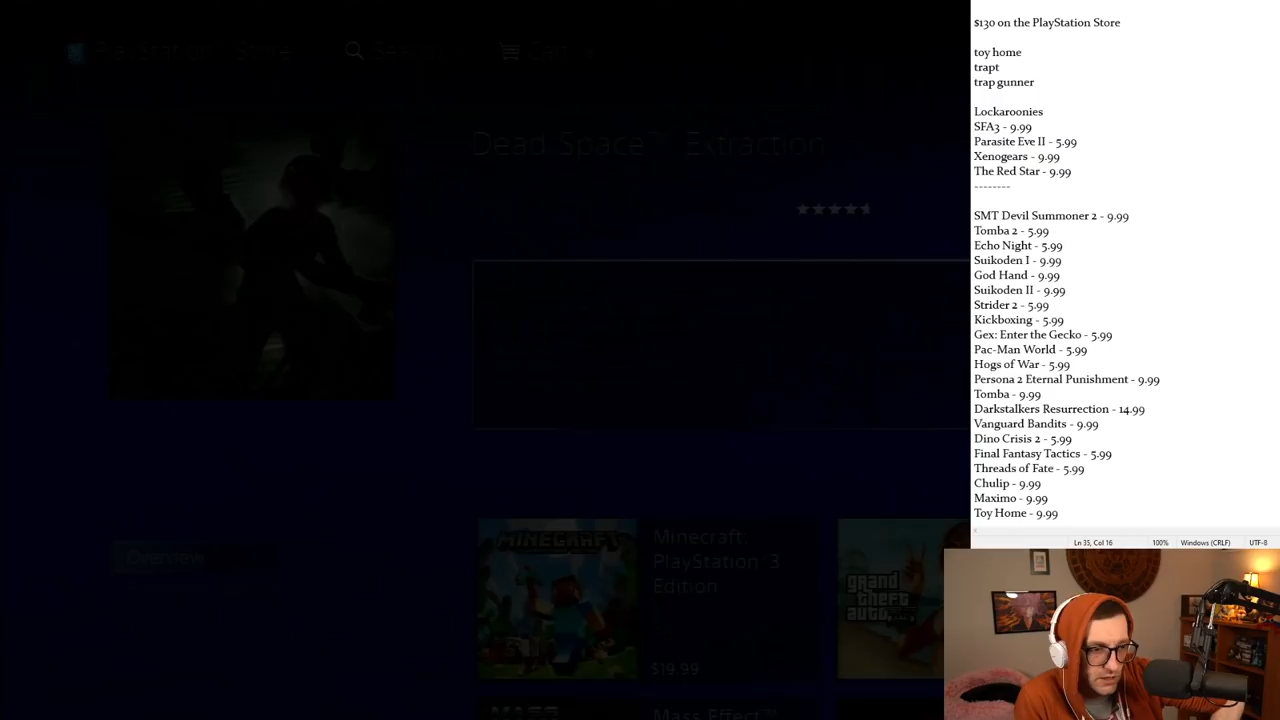 PlayStation Store
Search
Cart
Dead Space™ Extraction
Overview
MINECRAFT
Minecraft:
PlayStation 3
Edition
$19.99
grand
theft
auto
Mass Effect™
$130 on the PlayStation Store
toy home
trapt
trap gunner
Lockaroonies
SFA3 - 9.99
Parasite Eve II - 5.99
Xenogears - 9.99
The Red Star - 9.99
--------
SMT Devil Summoner 2 - 9.99
Tomba 2 - 5.99
Echo Night - 5.99
Suikoden I - 9.99
God Hand - 9.99
Suikoden II - 9.99
Strider 2 - 5.99
Kickboxing - 5.99
Gex: Enter the Gecko - 5.99
Pac-Man World - 5.99
Hogs of War - 5.99
Persona 2 Eternal Punishment - 9.99
Tomba - 9.99
Darkstalkers Resurrection - 14.99
Vanguard Bandits - 9.99
Dino Crisis 2 - 5.99
Final Fantasy Tactics - 5.99
Threads of Fate - 5.99
Chulip - 9.99
Maximo - 9.99
Toy Home - 9.99
Ln 35, Col 16 100% Windows (CRLF) UTF-8